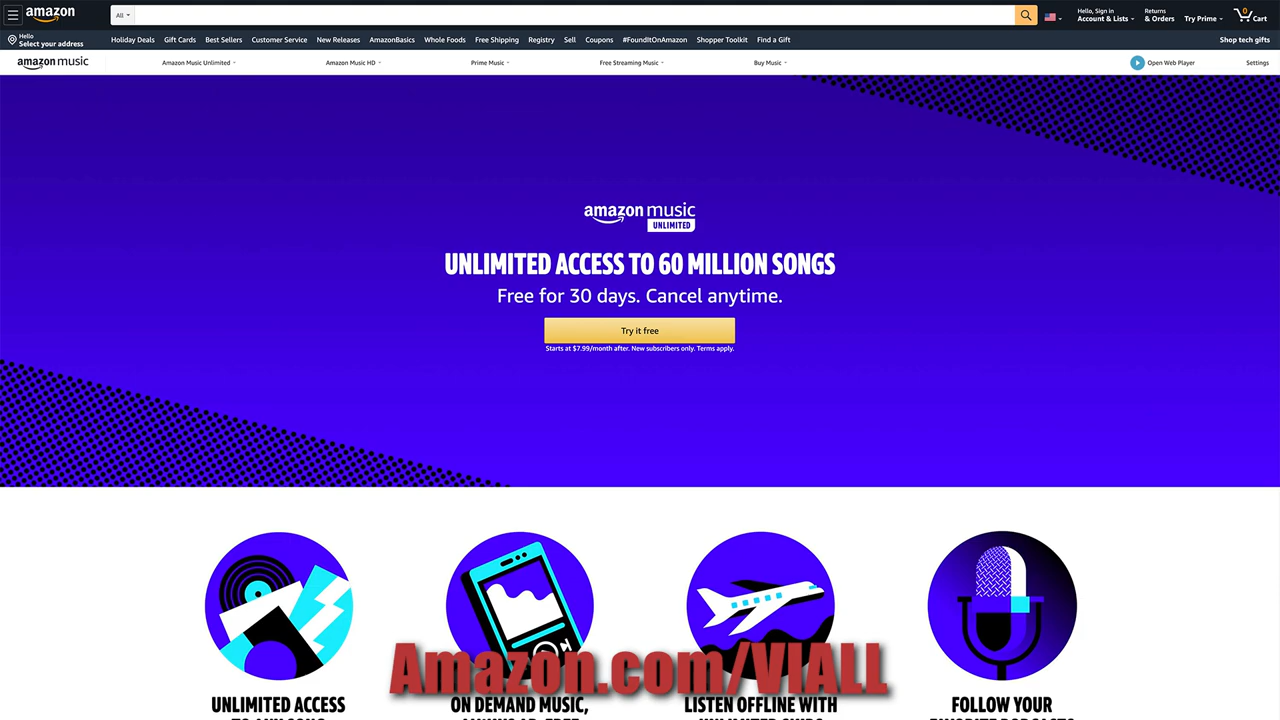 amazon
All
Hello, Sign in
Account & Lists
Returns
& Orders
Try Prime
0
Cart
Hello
Select your address
Holiday Deals
Gift Cards
Best Sellers
Customer Service
New Releases
AmazonBasics
Whole Foods
Free Shipping
Registry
Sell
Coupons
#FoundItOnAmazon
Shopper Toolkit
Find a Gift
Shop tech gifts
amazon music
Amazon Music Unlimited
Amazon Music HD
Prime Music
Free Streaming Music
Buy Music
Open Web Player
Settings
amazon music
UNLIMITED
UNLIMITED ACCESS TO 60 MILLION SONGS
Free for 30 days. Cancel anytime.
Try it free
Starts at $7.99/month after. New subscribers only. Terms apply.
Amazon.com/VIALL
UNLIMITED ACCESS
ON DEMAND MUSIC,
LISTEN OFFLINE WITH
FOLLOW YOUR